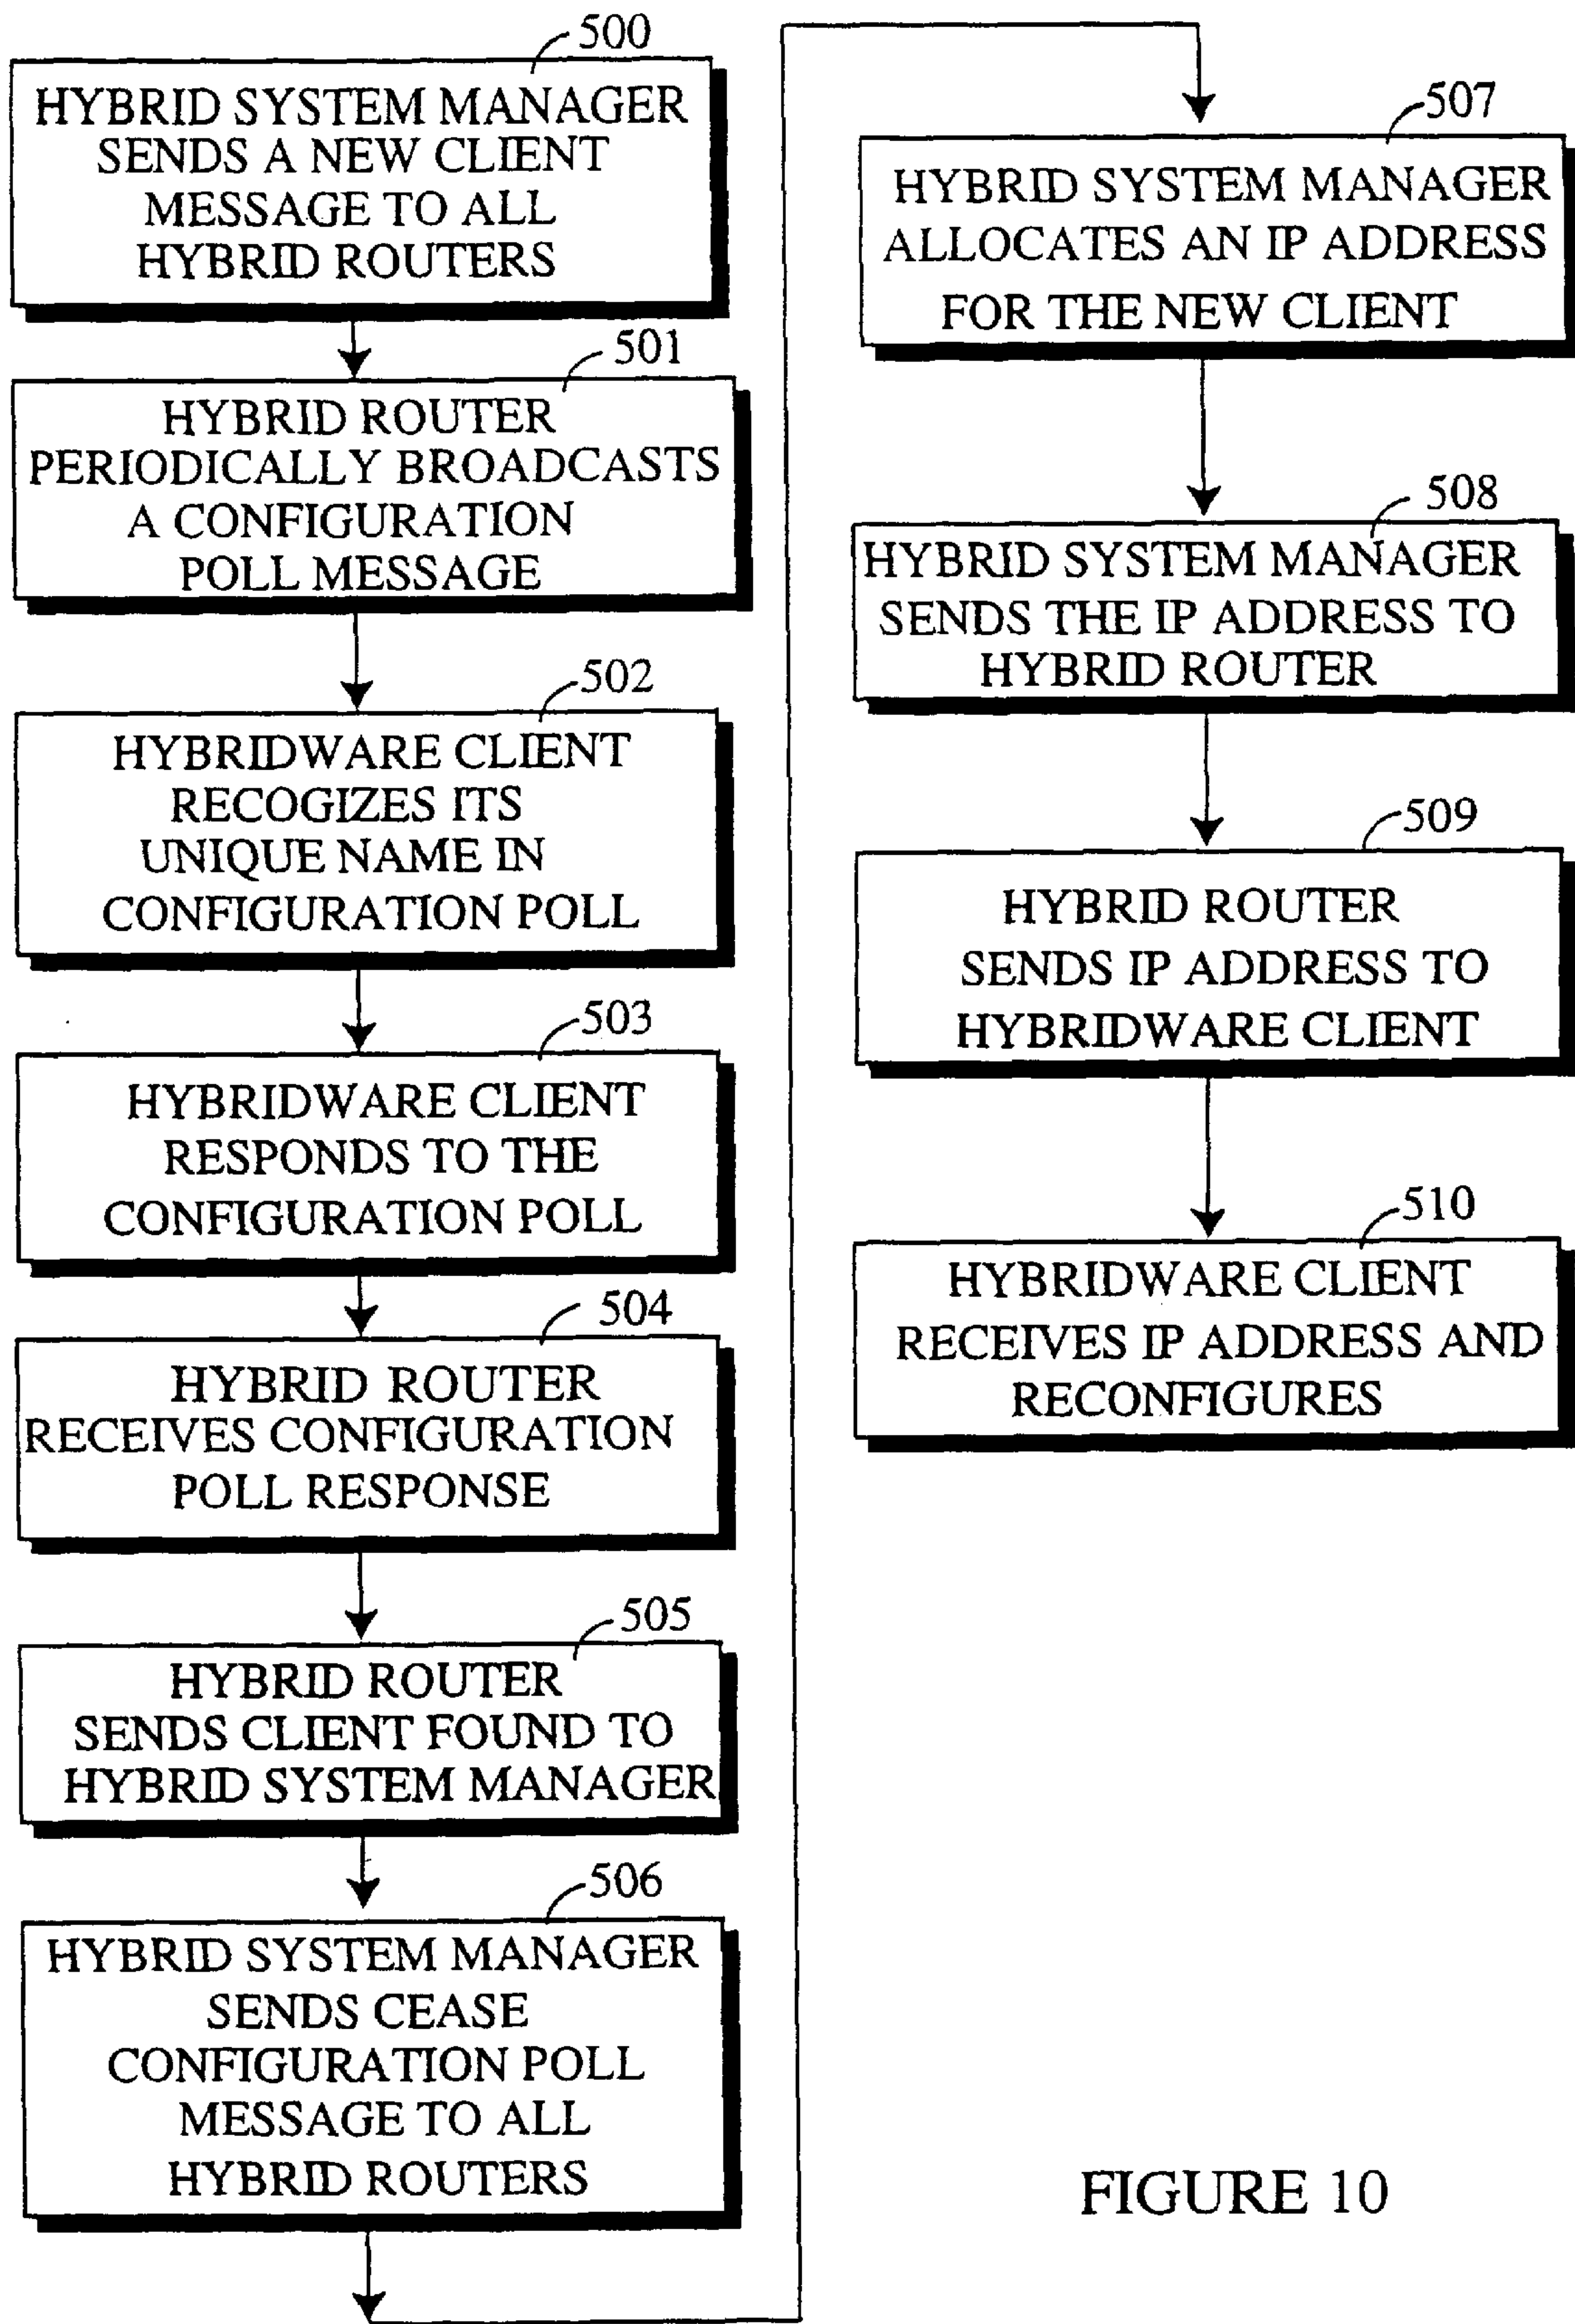 500
HYBRID SYSTEM MANAGER
SENDS A NEW CLIENT
MESSAGE TO ALL
HYBRID ROUTERS
501
HYBRID ROUTER
PERIODICALLY BROADCASTS
A CONFIGURATION
POLL MESSAGE
502
HYBRIDWARE CLIENT
RECOGIZES ITS
UNIQUE NAME IN
CONFIGURATION POLL
503
HYBRIDWARE CLIENT
RESPONDS TO THE
CONFIGURATION POLL
504
HYBRID ROUTER
RECEIVES CONFIGURATION
POLL RESPONSE
505
HYBRID ROUTER
SENDS CLIENT FOUND TO
HYBRID SYSTEM MANAGER
506
HYBRID SYSTEM MANAGER
SENDS CEASE
CONFIGURATION POLL
MESSAGE TO ALL
HYBRID ROUTERS
507
HYBRID SYSTEM MANAGER
ALLOCATES AN IP ADDRESS
FOR THE NEW CLIENT
508
HYBRID SYSTEM MANAGER
SENDS THE IP ADDRESS TO
HYBRID ROUTER
509
HYBRID ROUTER
SENDS IP ADDRESS TO
HYBRIDWARE CLIENT
510
HYBRIDWARE CLIENT
RECEIVES IP ADDRESS AND
RECONFIGURES
FIGURE 10